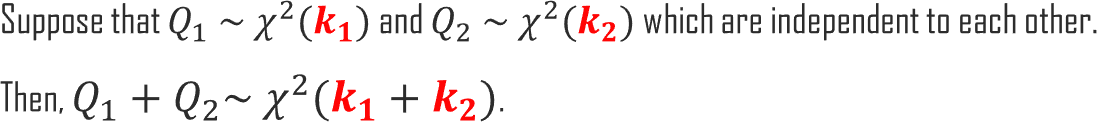 Suppose that Q₁ ~ χ²(k₁) and Q₂ ~ χ²(k₂) which are independent to each other.
Then, Q₁ + Q₂~ χ²(k₁ + k₂).